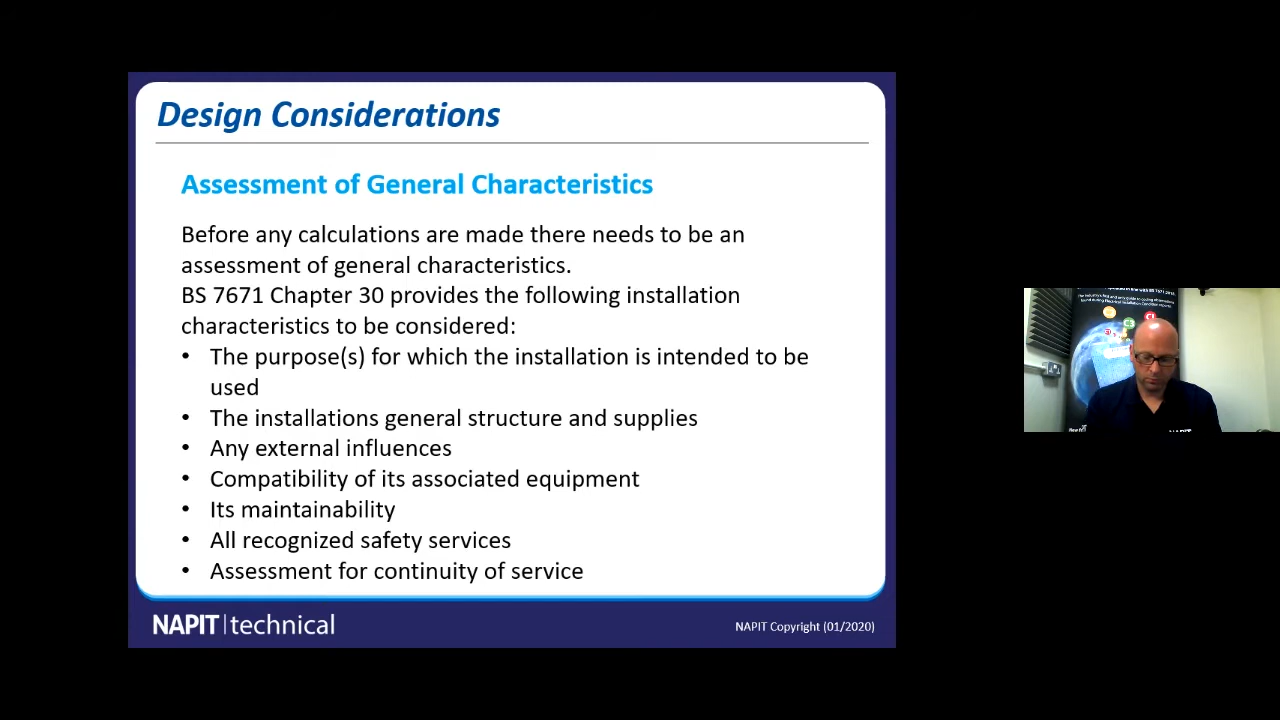 Design Considerations
Assessment of General Characteristics
Before any calculations are made there needs to be an
assessment of general characteristics.
BS 7671 Chapter 30 provides the following installation
characteristics to be considered:
• The purpose(s) for which the installation is intended to be
used
• The installations general structure and supplies
• Any external influences
• Compatibility of its associated equipment
• Its maintainability
• All recognized safety services
• Assessment for continuity of service
NAPIT technical
NAPIT Copyright (01/2020)